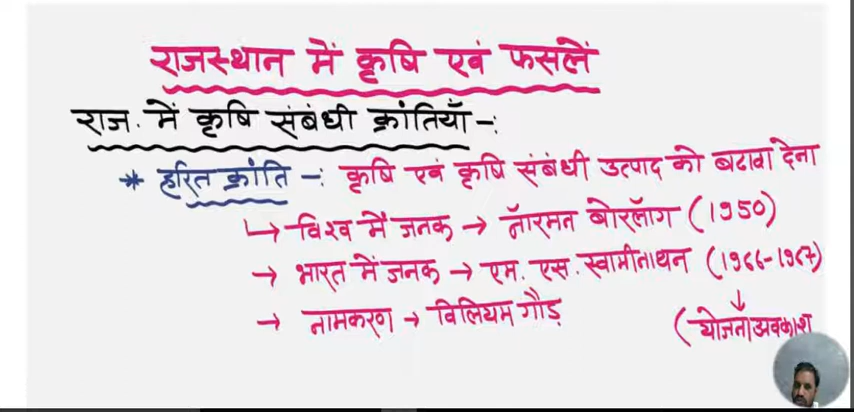 राजस्थान में कृषि एवं फसलें
राज. में कृषि संबंधी क्रांतियाँ -:
* हरित क्रांति -: कृषि एवं कृषि संबंधी उत्पाद को बढावा देना
↳ विश्व में जनक → नॉरमन बोरलॉग (1950)
→ भारत में जनक → एम. एस. स्वामीनाथन (1966-1967)
→ नामकरण → विलियम गौड़
↓
(योजना अवकाश